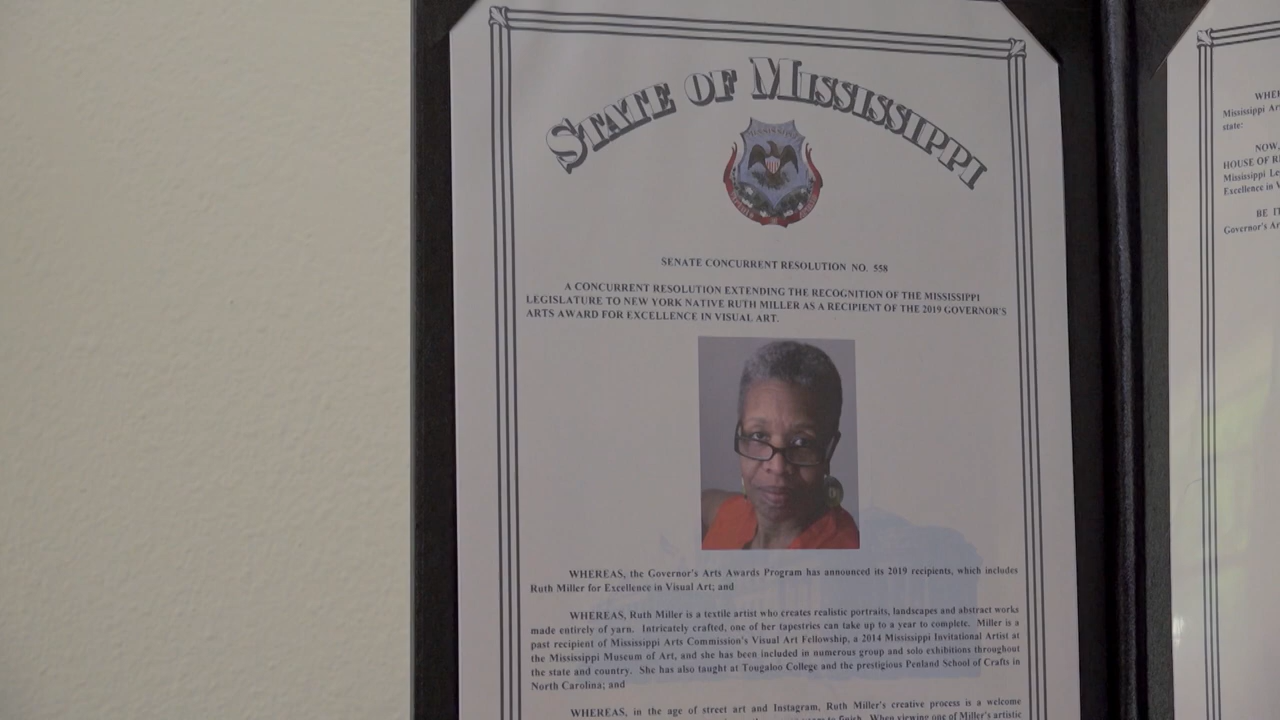 STATE OF MISSISSIPPI
MISSISSIPPI
SENATE CONCURRENT RESOLUTION NO. 558
A CONCURRENT RESOLUTION EXTENDING THE RECOGNITION OF THE MISSISSIPPI
LEGISLATURE TO NEW YORK NATIVE RUTH MILLER AS A RECIPIENT OF THE 2019 GOVERNOR'S
ARTS AWARD FOR EXCELLENCE IN VISUAL ART.
WHEREAS, the Governor's Arts Awards Program has announced its 2019 recipients, which includes
Ruth Miller for Excellence in Visual Art; and
WHEREAS, Ruth Miller is a textile artist who creates realistic portraits, landscapes and abstract works
made entirely of yarn. Intricately crafted, one of her tapestries can take up to a year to complete. Miller is a
past recipient of Mississippi Arts Commission's Visual Art Fellowship, a 2014 Mississippi Invitational Artist at
the Mississippi Museum of Art, and she has been included in numerous group and solo exhibitions throughout
the state and country. She has also taught at Tougaloo College and the prestigious Penland School of Crafts in
North Carolina; and
WHEREAS, in the age of street art and Instagram, Ruth Miller's creative process is a welcome
finish. When viewing one of Miller's artistic
WHE
Mississippi Ar
state:
NOW,
HOUSE OF R
Mississippi Le
Excellence in
BE IT
Governor's Ar